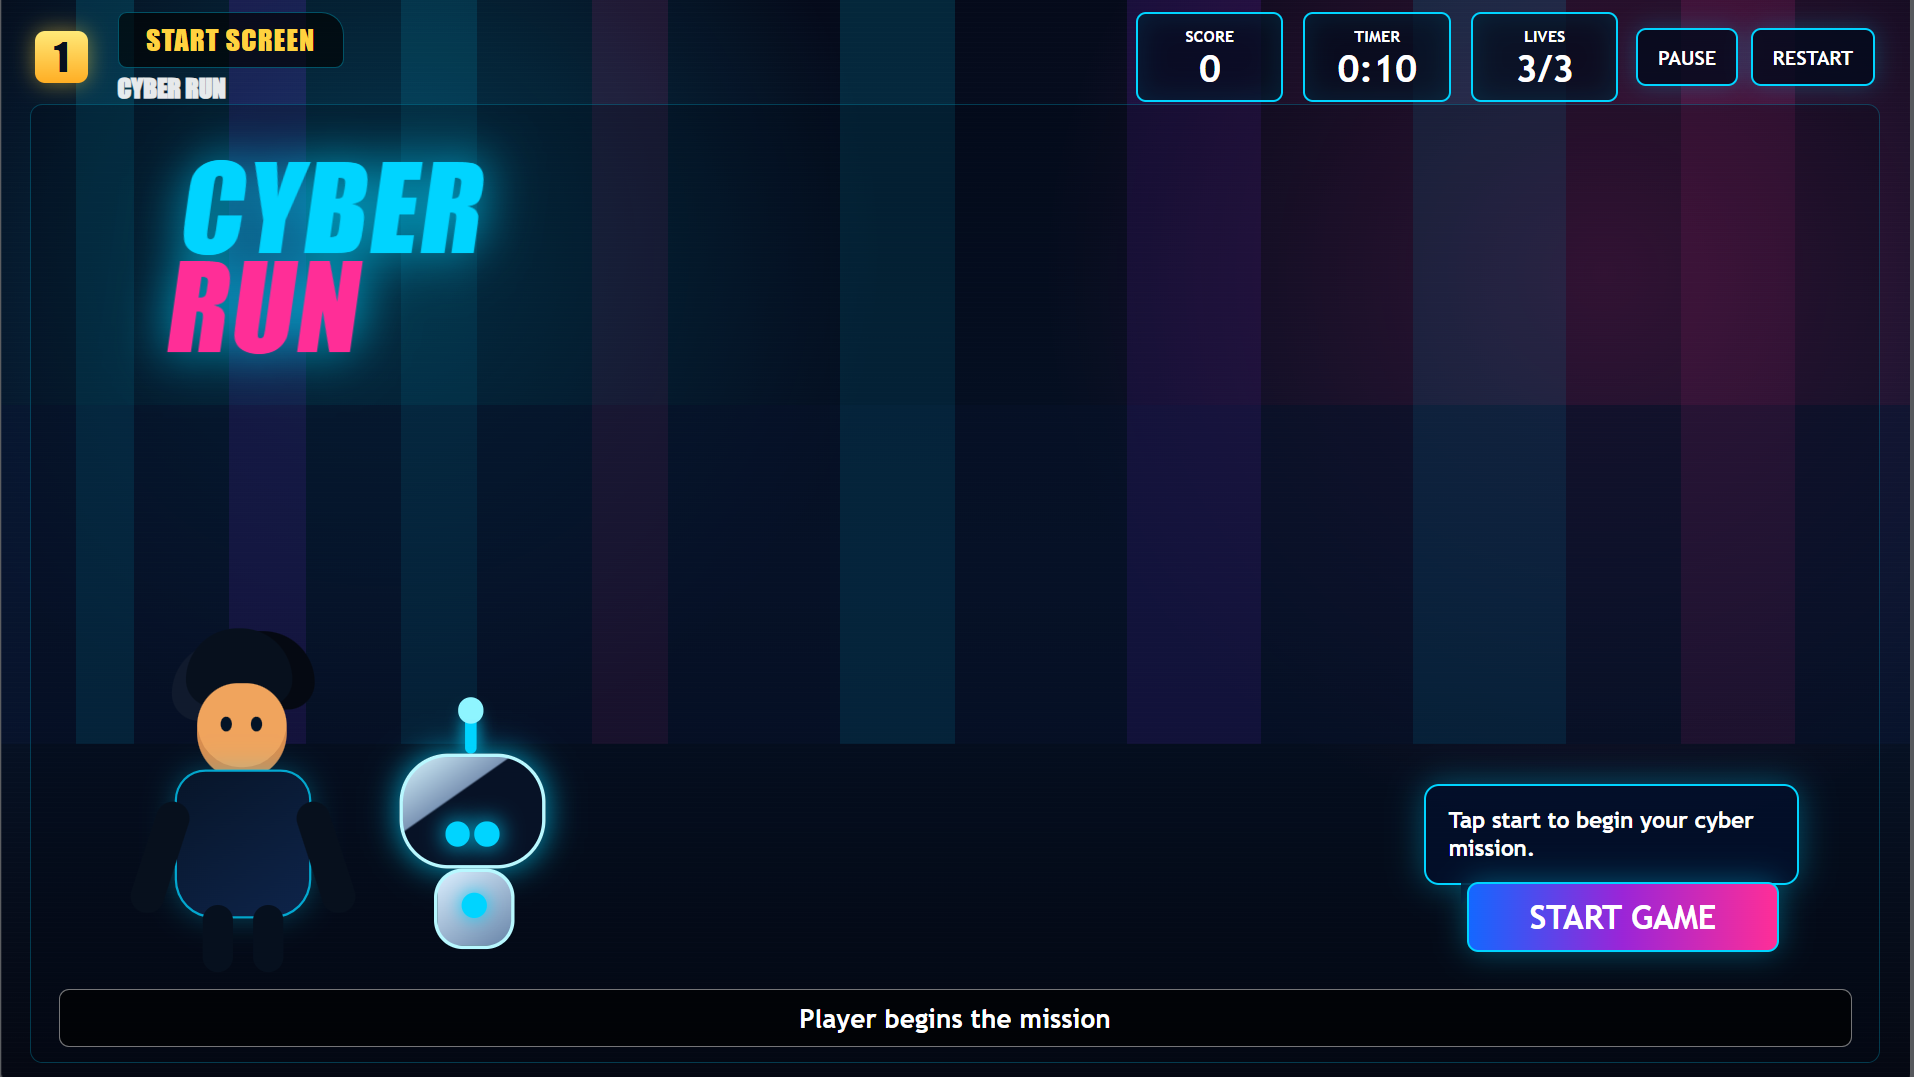 1
START SCREEN
CYBER RUN
SCORE
0
TIMER
0:10
LIVES
3/3
PAUSE
RESTART
CYBER
RUN
Tap start to begin your cyber
mission.
START GAME
Player begins the mission